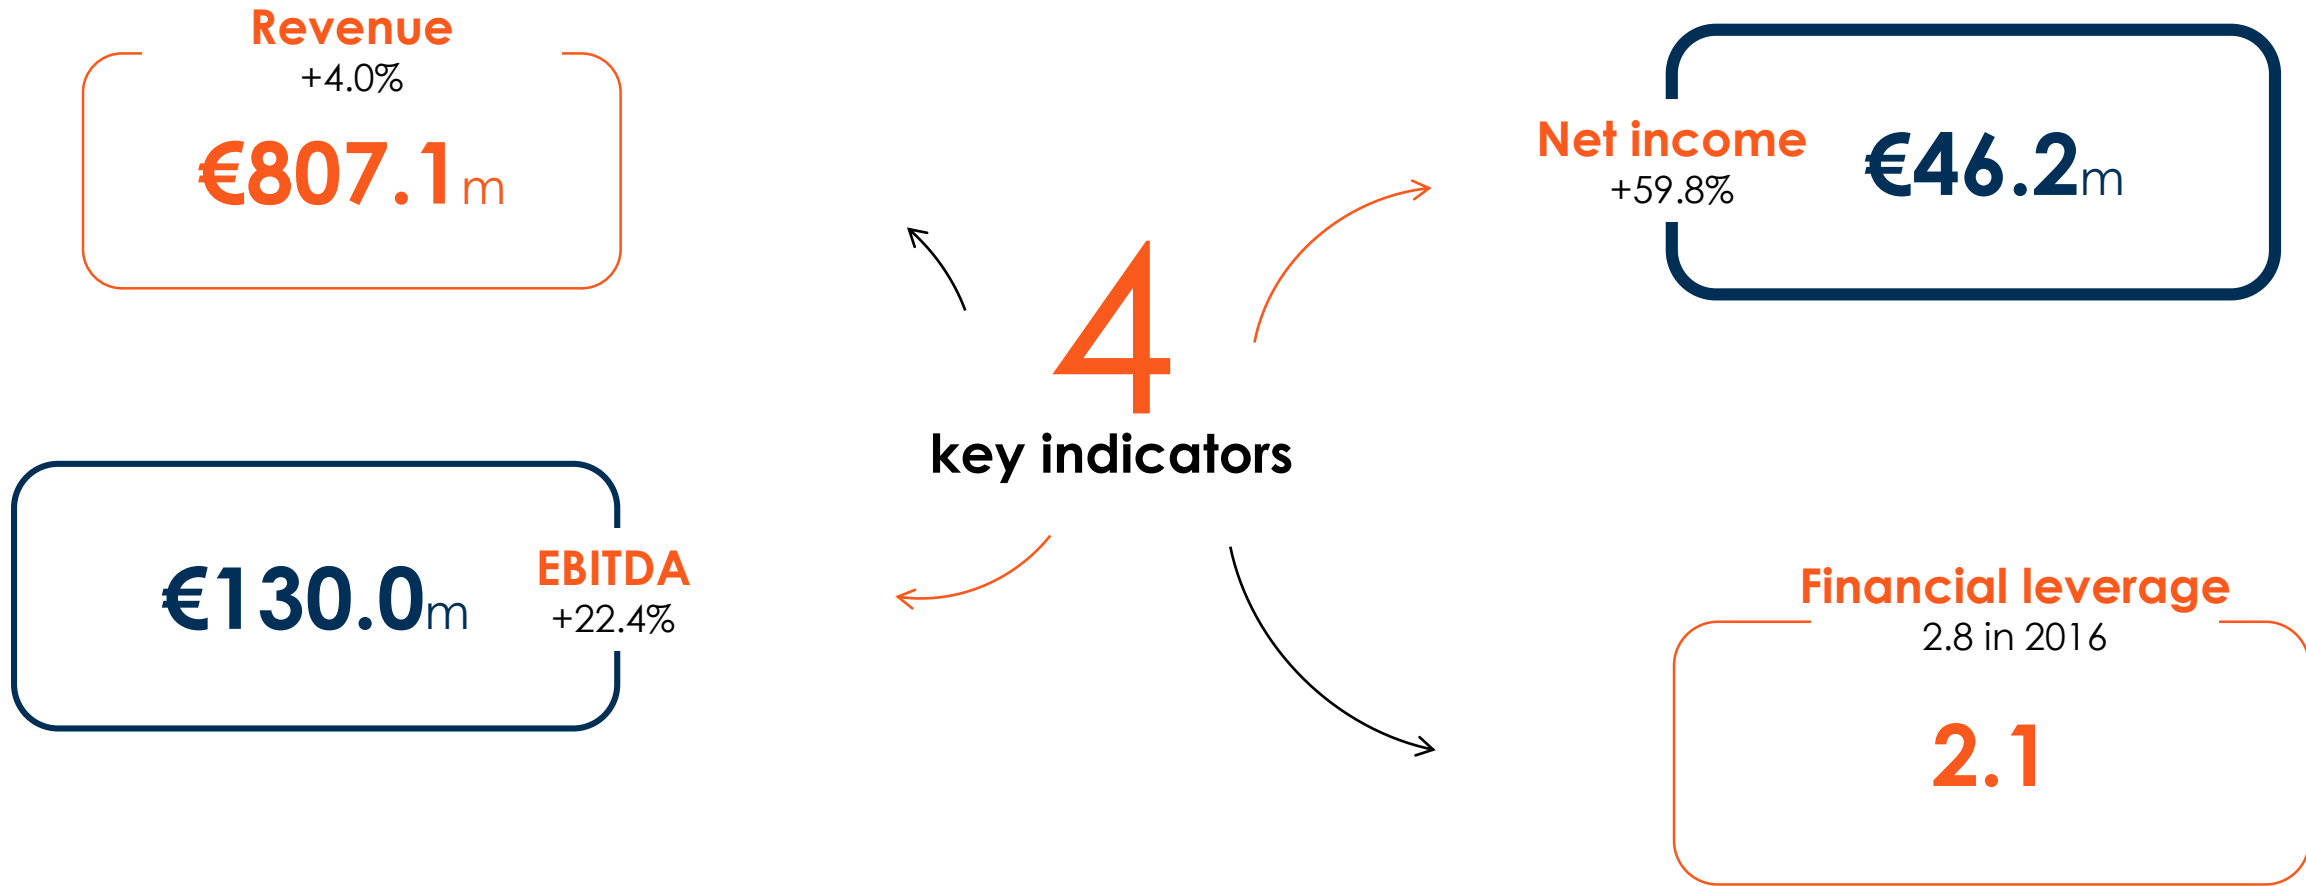 Revenue
+4.0%
€807.1m
Net income
+59.8%
€46.2m
4
key indicators
€130.0m
EBITDA
+22.4%
Financial leverage
2.8 in 2016
2.1